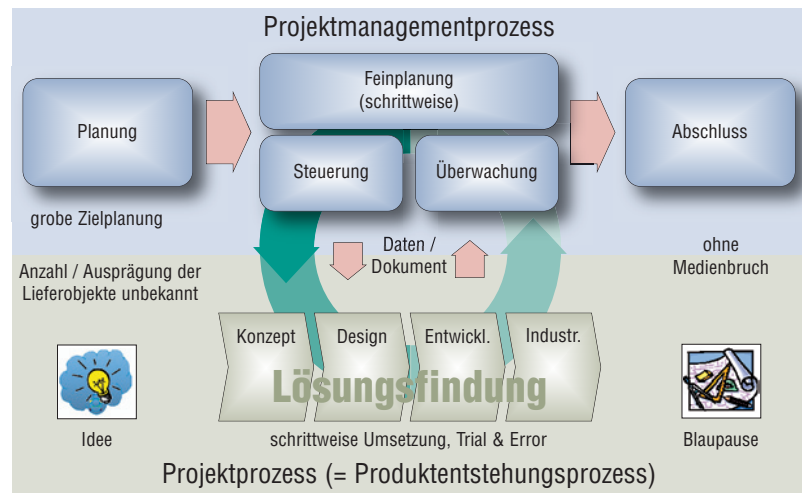 Projektmanagementprozess
Feinplanung
(schrittweise)
Planung
Abschluss
Steuerung
Überwachung
grobe Zielplanung
Daten /
Dokument
ohne
Medienbruch
Anzahl / Ausprägung der
Lieferobjekte unbekannt
Konzept
Design
Entwickl.
Industr.
Lösungsfindung
Idee
schrittweise Umsetzung, Trial & Error
Blaupause
Projektprozess (= Produktentstehungsprozess)